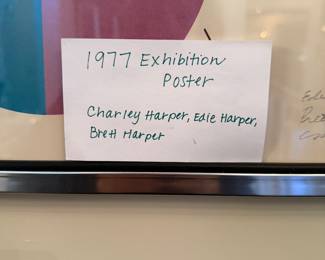 1977 Exhibition
Poster
Charley Harper, Edie Harper,
Brett Harper